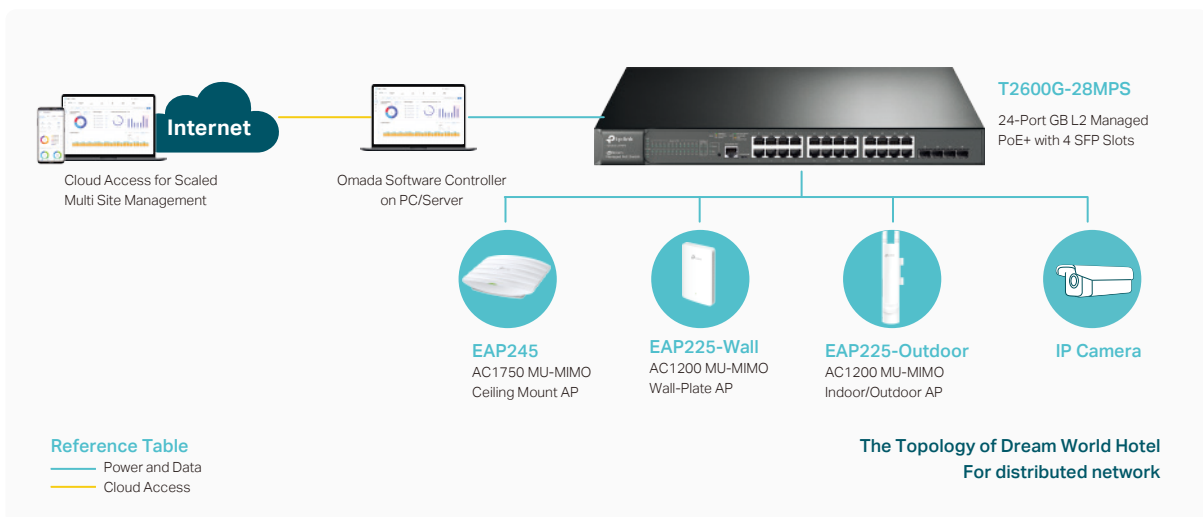 Internet
Cloud Access for Scaled
Multi Site Management
Omada Software Controller
on PC/Server
tp-link
T2600G-28MPS
24-Port GB L2 Managed
PoE+ with 4 SFP Slots
EAP245
AC1750 MU-MIMO
Ceiling Mount AP
EAP225-Wall
AC1200 MU-MIMO
Wall-Plate AP
EAP225-Outdoor
AC1200 MU-MIMO
Indoor/Outdoor AP
IP Camera
Reference Table
Power and Data
Cloud Access
The Topology of Dream World Hotel
For distributed network